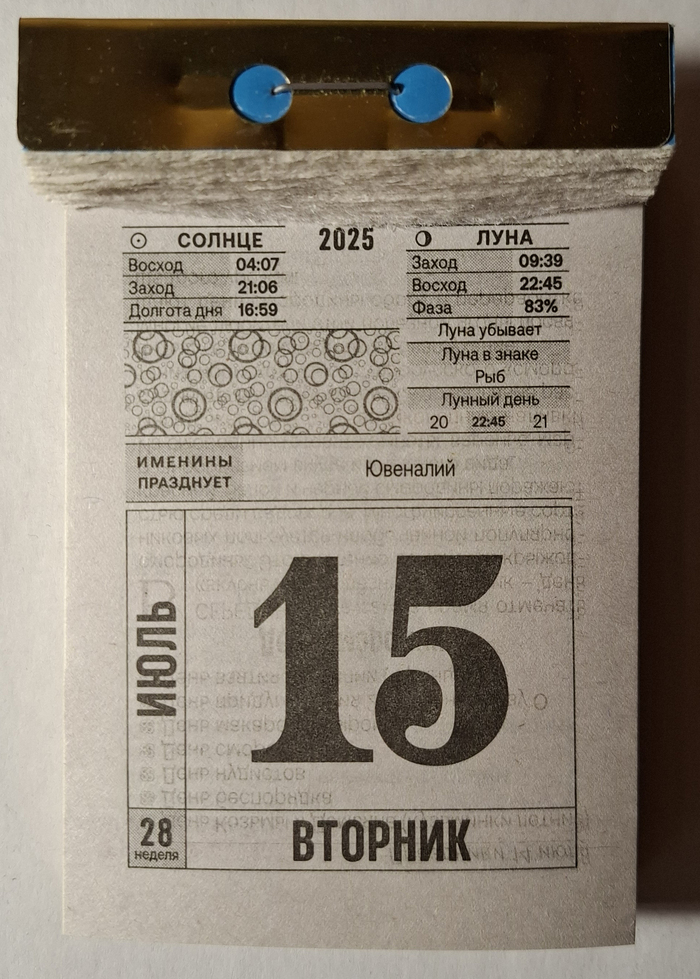 СОЛНЦЕ
Восход 04:07
Заход 21:06
Долгота дня 16:59
2025
ЛУНА
Заход 09:39
Восход 22:45
Фаза 83%
Луна убывает
Луна в знаке
Рыб
Лунный день
20 22:45 21
ИМЕНИНЫ
ПРАЗДНУЕТ
Ювеналий
ИЮЛЬ
15
28
неделя
ВТОРНИК